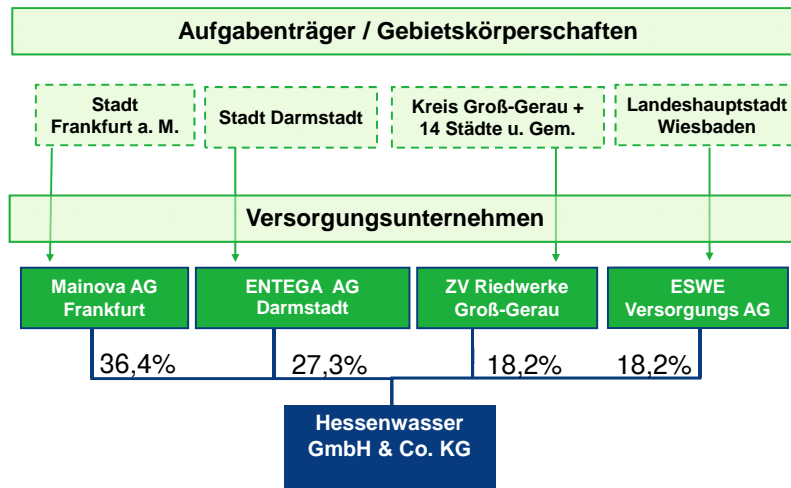 Aufgabenträger / Gebietskörperschaften
Stadt
Frankfurt a. M.
Stadt Darmstadt
Kreis Groß-Gerau +
14 Städte u. Gem.
Landeshauptstadt
Wiesbaden
Versorgungsunternehmen
Mainova AG
Frankfurt
ENTEGA AG
Darmstadt
ZV Riedwerke
Groß-Gerau
ESWE
Versorgungs AG
36,4%
27,3%
18,2%
18,2%
Hessenwasser
GmbH & Co. KG